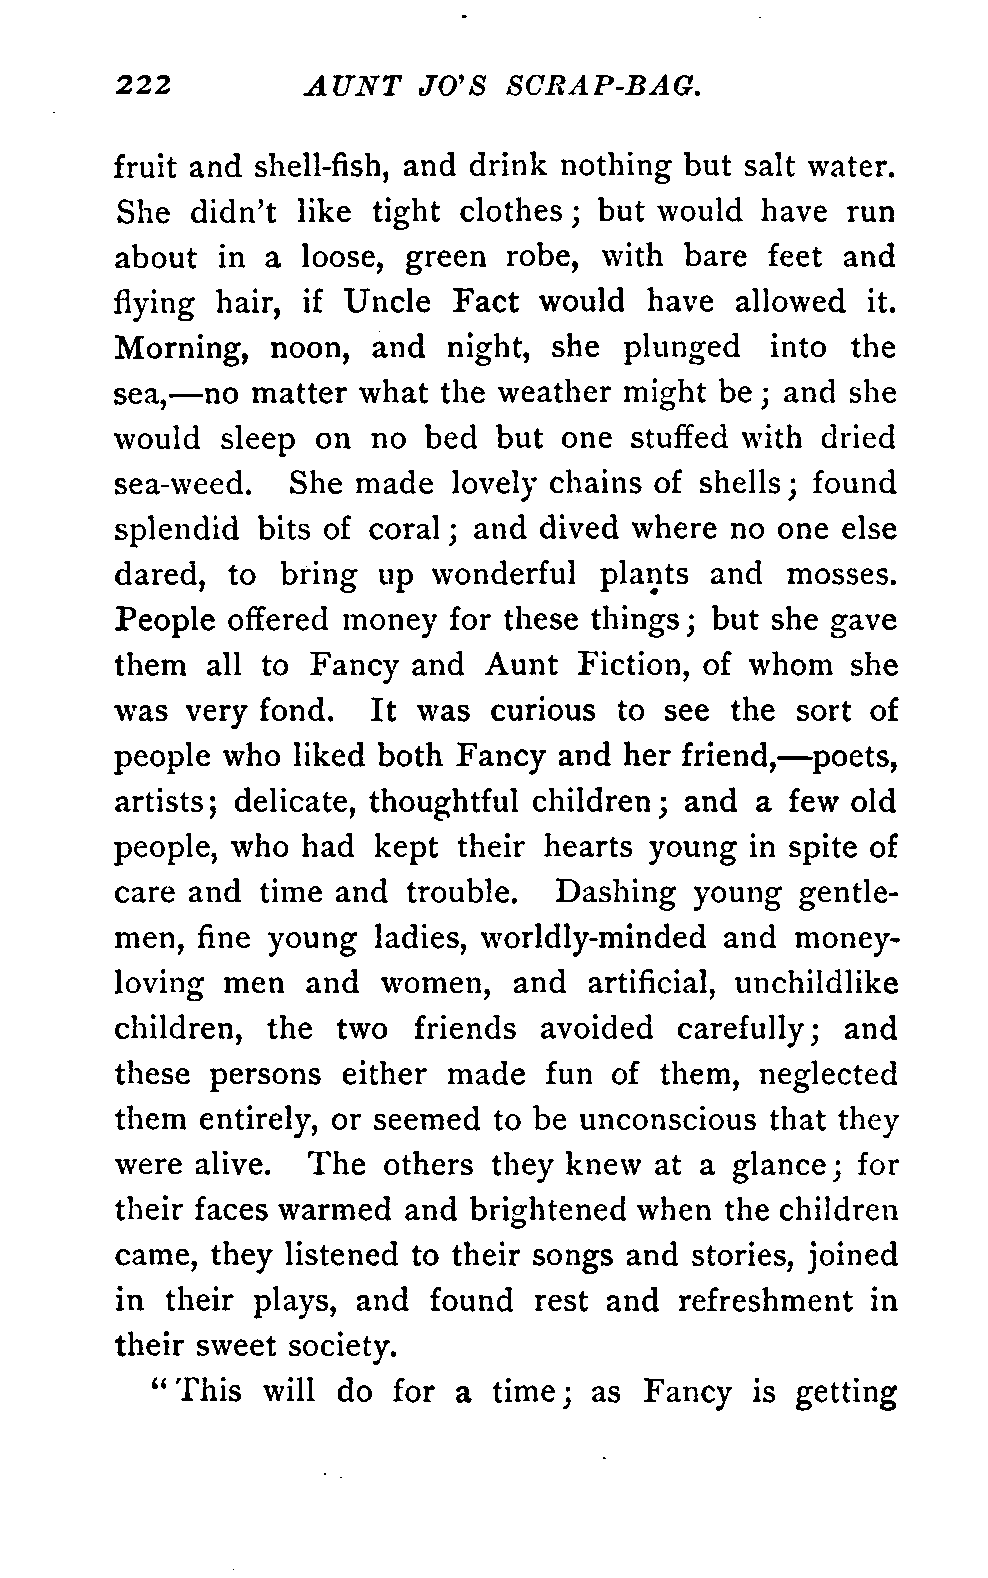 222 AUNT JO'S SCRAP-BAG.
fruit and shell-fish, and drink nothing but salt water.
She didn't like tight clothes; but would have run
about in a loose, green robe, with bare feet and
flying hair, if Uncle Fact would have allowed it.
Morning, noon, and night, she plunged into the
sea,—no matter what the weather might be; and she
would sleep on no bed but one stuffed with dried
sea-weed. She made lovely chains of shells; found
splendid bits of coral; and dived where no one else
dared, to bring up wonderful plants and mosses.
People offered money for these things; but she gave
them all to Fancy and Aunt Fiction, of whom she
was very fond. It was curious to see the sort of
people who liked both Fancy and her friend,—poets,
artists; delicate, thoughtful children; and a few old
people, who had kept their hearts young in spite of
care and time and trouble. Dashing young gentle-
men, fine young ladies, worldly-minded and money-
loving men and women, and artificial, unchildlike
children, the two friends avoided carefully; and
these persons either made fun of them, neglected
them entirely, or seemed to be unconscious that they
were alive. The others they knew at a glance; for
their faces warmed and brightened when the children
came, they listened to their songs and stories, joined
in their plays, and found rest and refreshment in
their sweet society.
"This will do for a time; as Fancy is getting